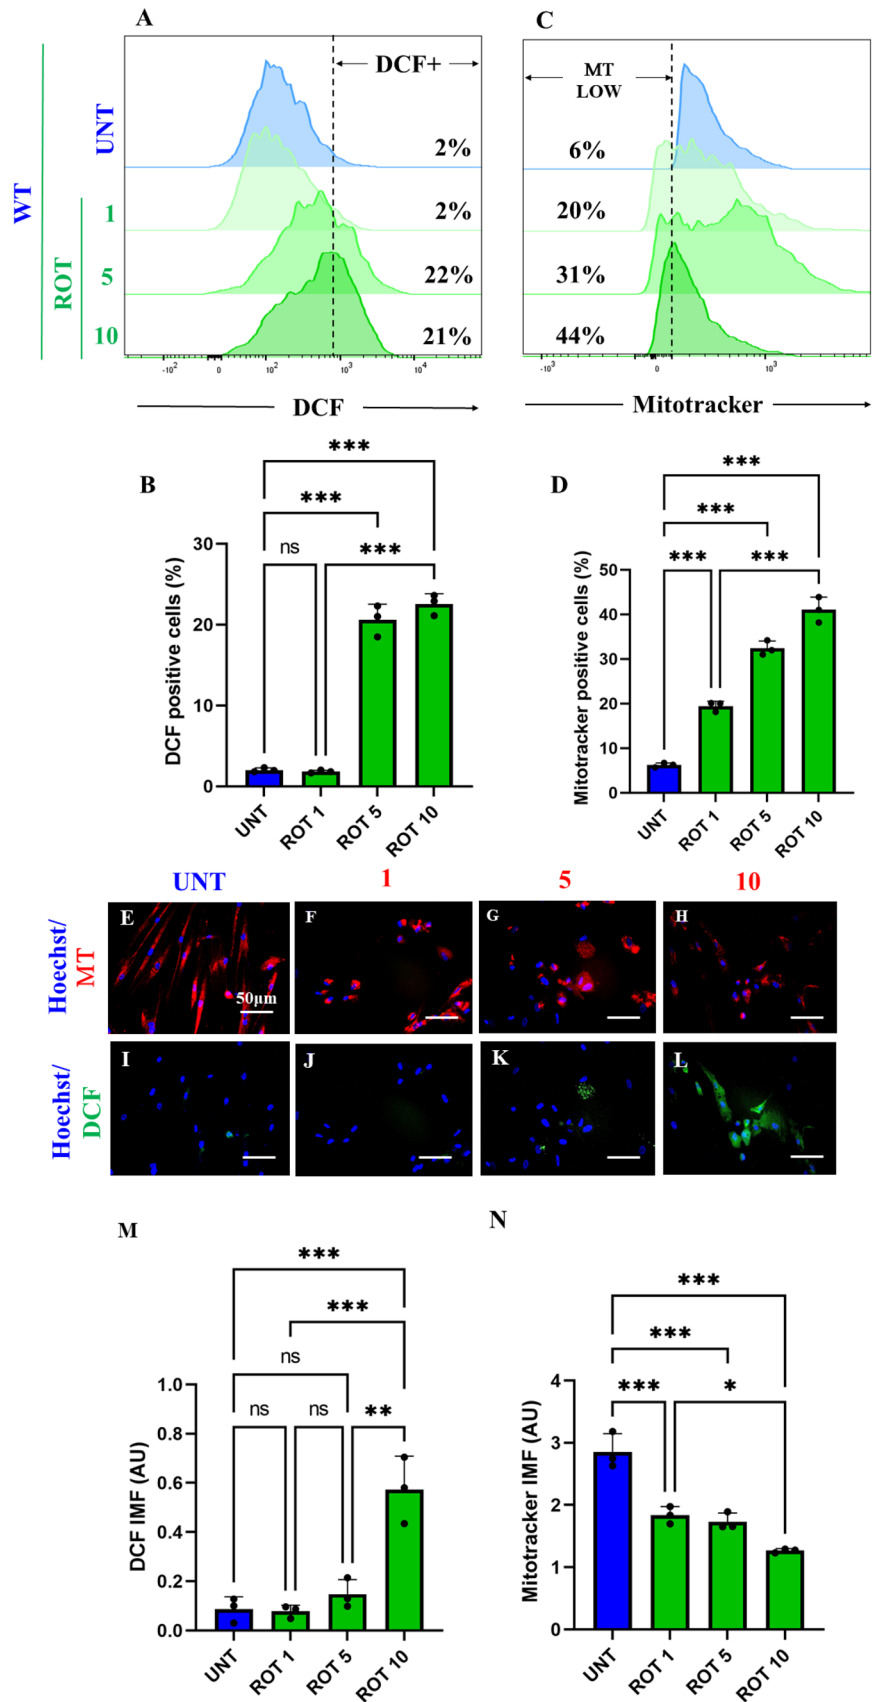 A
DCF+
UNT
2%
WT
1
2%
ROT
5
22%
10
21%
-10²
0
10²
10³
10⁴
DCF
C
MT
LOW
6%
20%
31%
44%
-10³
0
10³
Mitotracker
B
***
***
ns
***
DCF positive cells (%)
30
20
10
0
UNT
ROT 1
ROT 5
ROT 10
D
***
***
***
***
Mitotracker positive cells (%)
50
40
30
20
10
0
UNT
ROT 1
ROT 5
ROT 10
UNT
1
5
10
Hoechst/
MT
E
50µm
F
G
H
Hoechst/
DCF
I
J
K
L
M
***
***
ns
ns
ns
**
DCF IMF (AU)
1.0
0.8
0.6
0.4
0.2
0.0
UNT
ROT 1
ROT 5
ROT 10
N
***
***
***
*
Mitotracker IMF (AU)
4
3
2
1
0
UNT
ROT 1
ROT 5
ROT 10